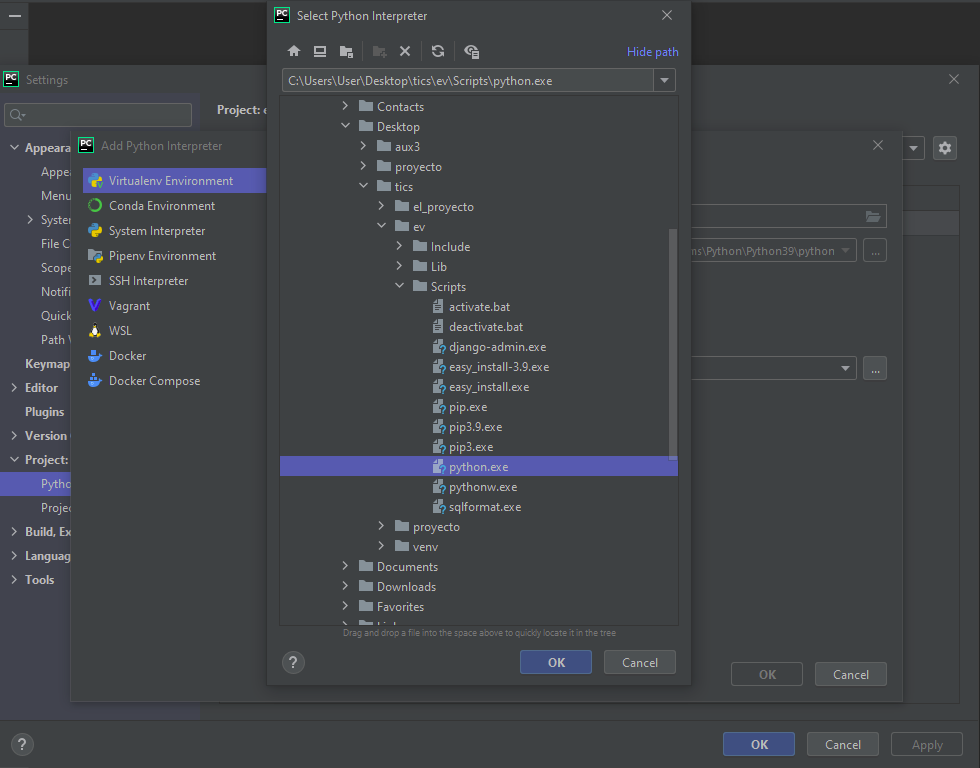 Select Python Interpreter
Hide path
C:\Users\User\Desktop\tics\ev\Scripts\python.exe
Contacts
Desktop
aux3
proyecto
tics
el_proyecto
ev
Include
Lib
Scripts
activate.bat
deactivate.bat
django-admin.exe
easy_install-3.9.exe
easy_install.exe
pip.exe
pip3.9.exe
pip3.exe
python.exe
pythonw.exe
sqlformat.exe
proyecto
venv
Documents
Downloads
Favorites
Drag and drop a file into the space above to quickly locate it in the tree
?
OK
Cancel
PC Settings
Project: e
Appeara
Appe
Menu
Syste
File C
Scope
Notifi
Quick
Path V
Keymap
Editor
Plugins
Version
Project:
Pytho
Projec
Build, Ex
Languag
Tools
PC Add Python Interpreter
Virtualenv Environment
Conda Environment
System Interpreter
Pipenv Environment
SSH Interpreter
Vagrant
WSL
Docker
Docker Compose
ms\Python\Python39\python
...
...
OK
Cancel
?
OK
Cancel
Apply